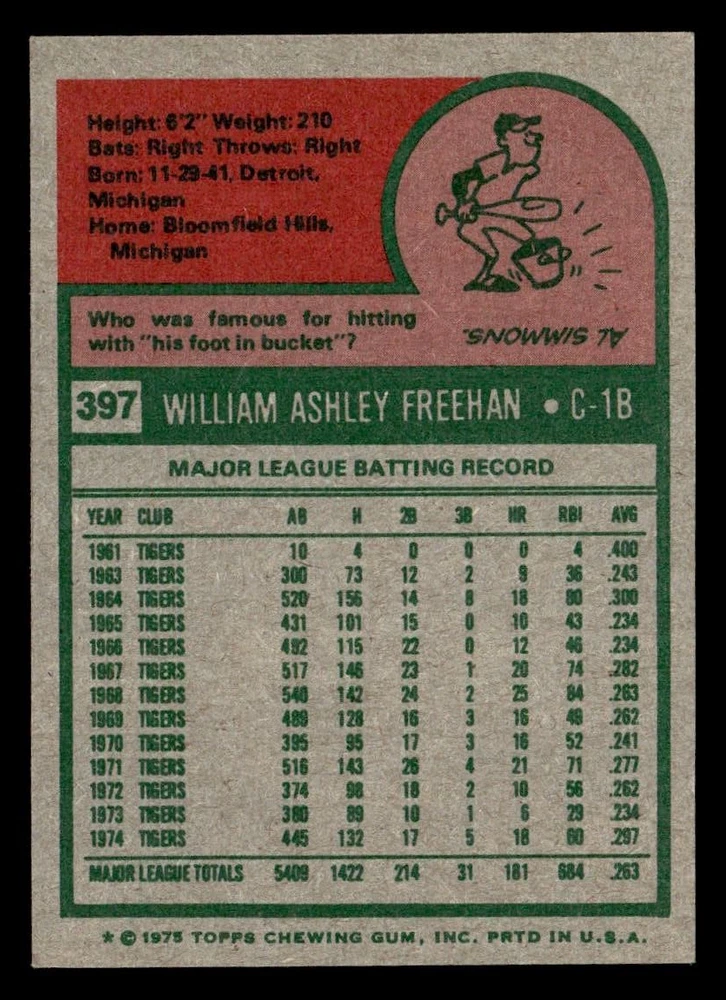 Height: 6'2" Weight: 210
Bats: Right Throws: Right
Born: 11-29-41, Detroit,
Michigan
Home: Bloomfield Hills,
Michigan
Who was famous for hitting
with "his foot in bucket"?
AL SIMMONS.
397 WILLIAM ASHLEY FREEHAN • C-1B
MAJOR LEAGUE BATTING RECORD
YEAR CLUB AB H 2B 3B HR RBI AVG
1961 TIGERS 10 4 0 0 0 4 .400
1963 TIGERS 300 73 12 2 9 36 .243
1964 TIGERS 520 156 14 8 18 80 .300
1965 TIGERS 431 101 15 0 10 43 .234
1966 TIGERS 492 115 22 0 12 46 .234
1967 TIGERS 517 146 23 1 20 74 .282
1968 TIGERS 540 142 24 2 25 84 .263
1969 TIGERS 489 128 16 3 16 49 .262
1970 TIGERS 395 95 17 3 16 52 .241
1971 TIGERS 516 143 26 4 21 71 .277
1972 TIGERS 374 98 18 2 10 56 .262
1973 TIGERS 380 89 10 1 6 29 .234
1974 TIGERS 445 132 17 5 18 60 .297
MAJOR LEAGUE TOTALS 5409 1422 214 31 181 684 .263
* © 1975 TOPPS CHEWING GUM, INC. PRTD IN U.S.A.